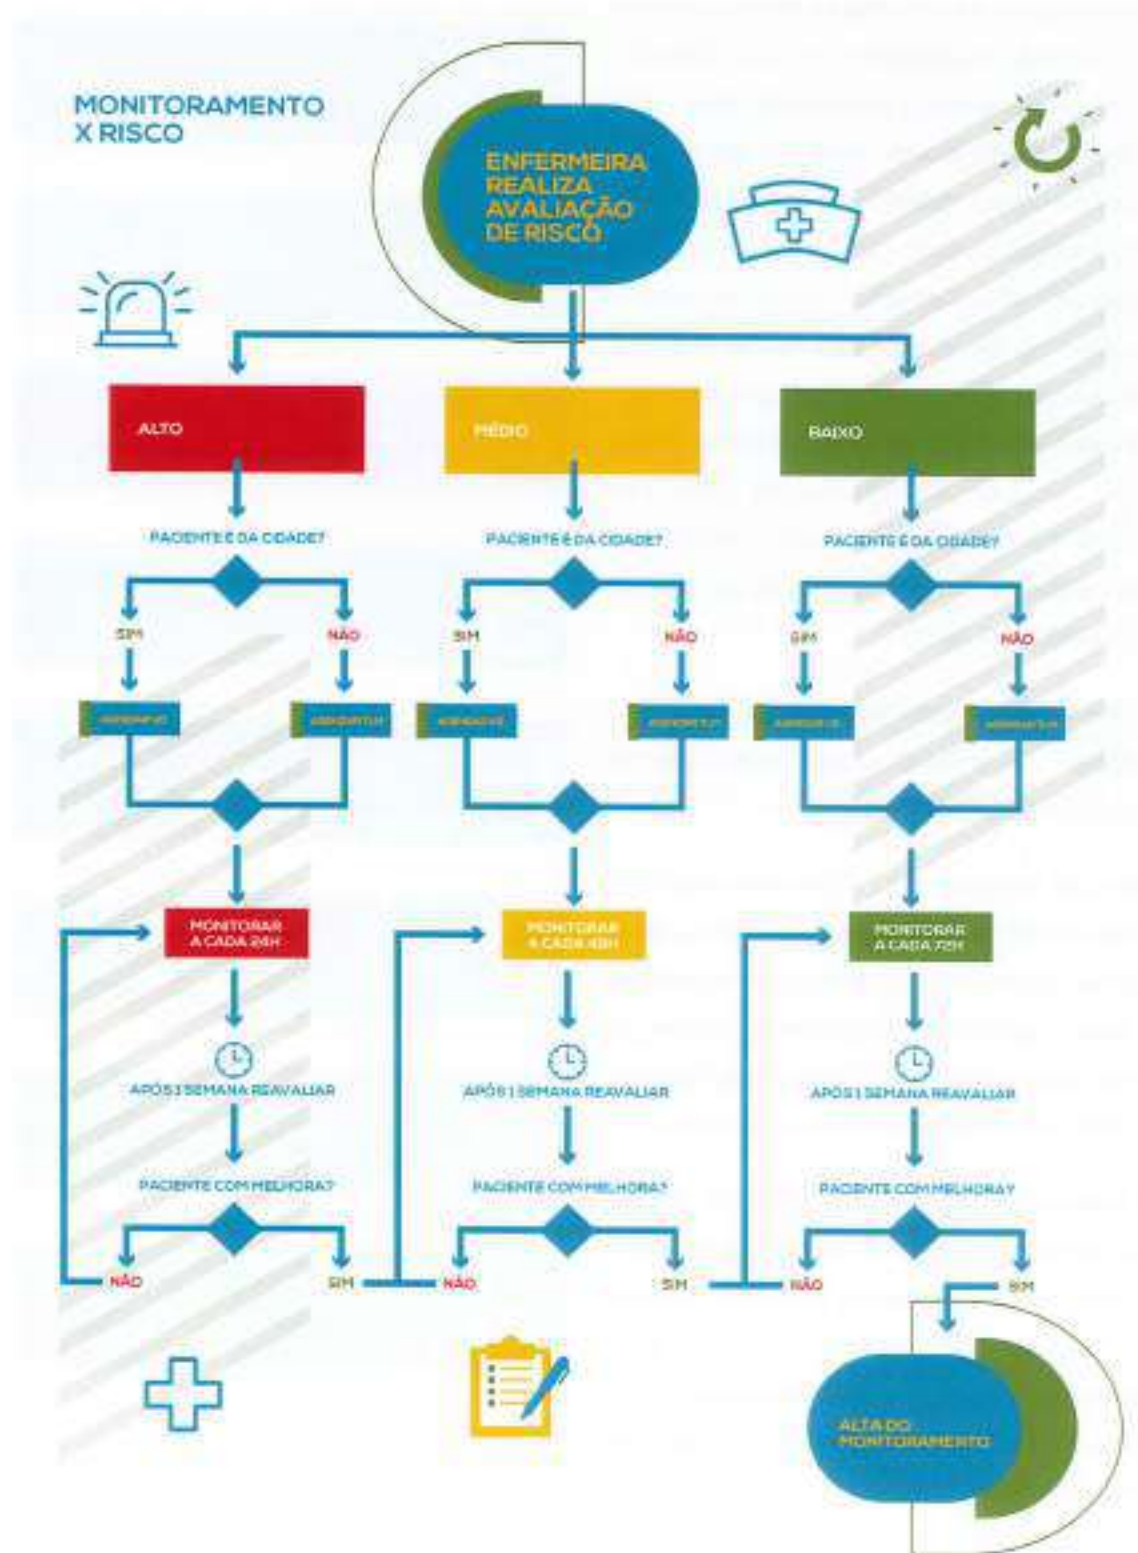 MONITORAMENTO
X RISCO
ENFERMEIRA
REALIZA
AVALIAÇÃO
DE RISCO
ALTO
MÉDIO
BAIXO
PACIENTE É DA CIDADE?
PACIENTE É DA CIDADE?
PACIENTE É DA CIDADE?
SIM
NÃO
SIM
NÃO
SIM
NÃO
MONITORAR
A CADA 24H
MONITORAR
A CADA 48H
MONITORAR
A CADA 72H
APÓS 1 SEMANA REAVALIAR
APÓS 1 SEMANA REAVALIAR
APÓS 1 SEMANA REAVALIAR
PACIENTE COM MELHORA?
PACIENTE COM MELHORA?
PACIENTE COM MELHORA?
NÃO
SIM
NÃO
SIM
NÃO
SIM
ALTA DO
MONITORAMENTO